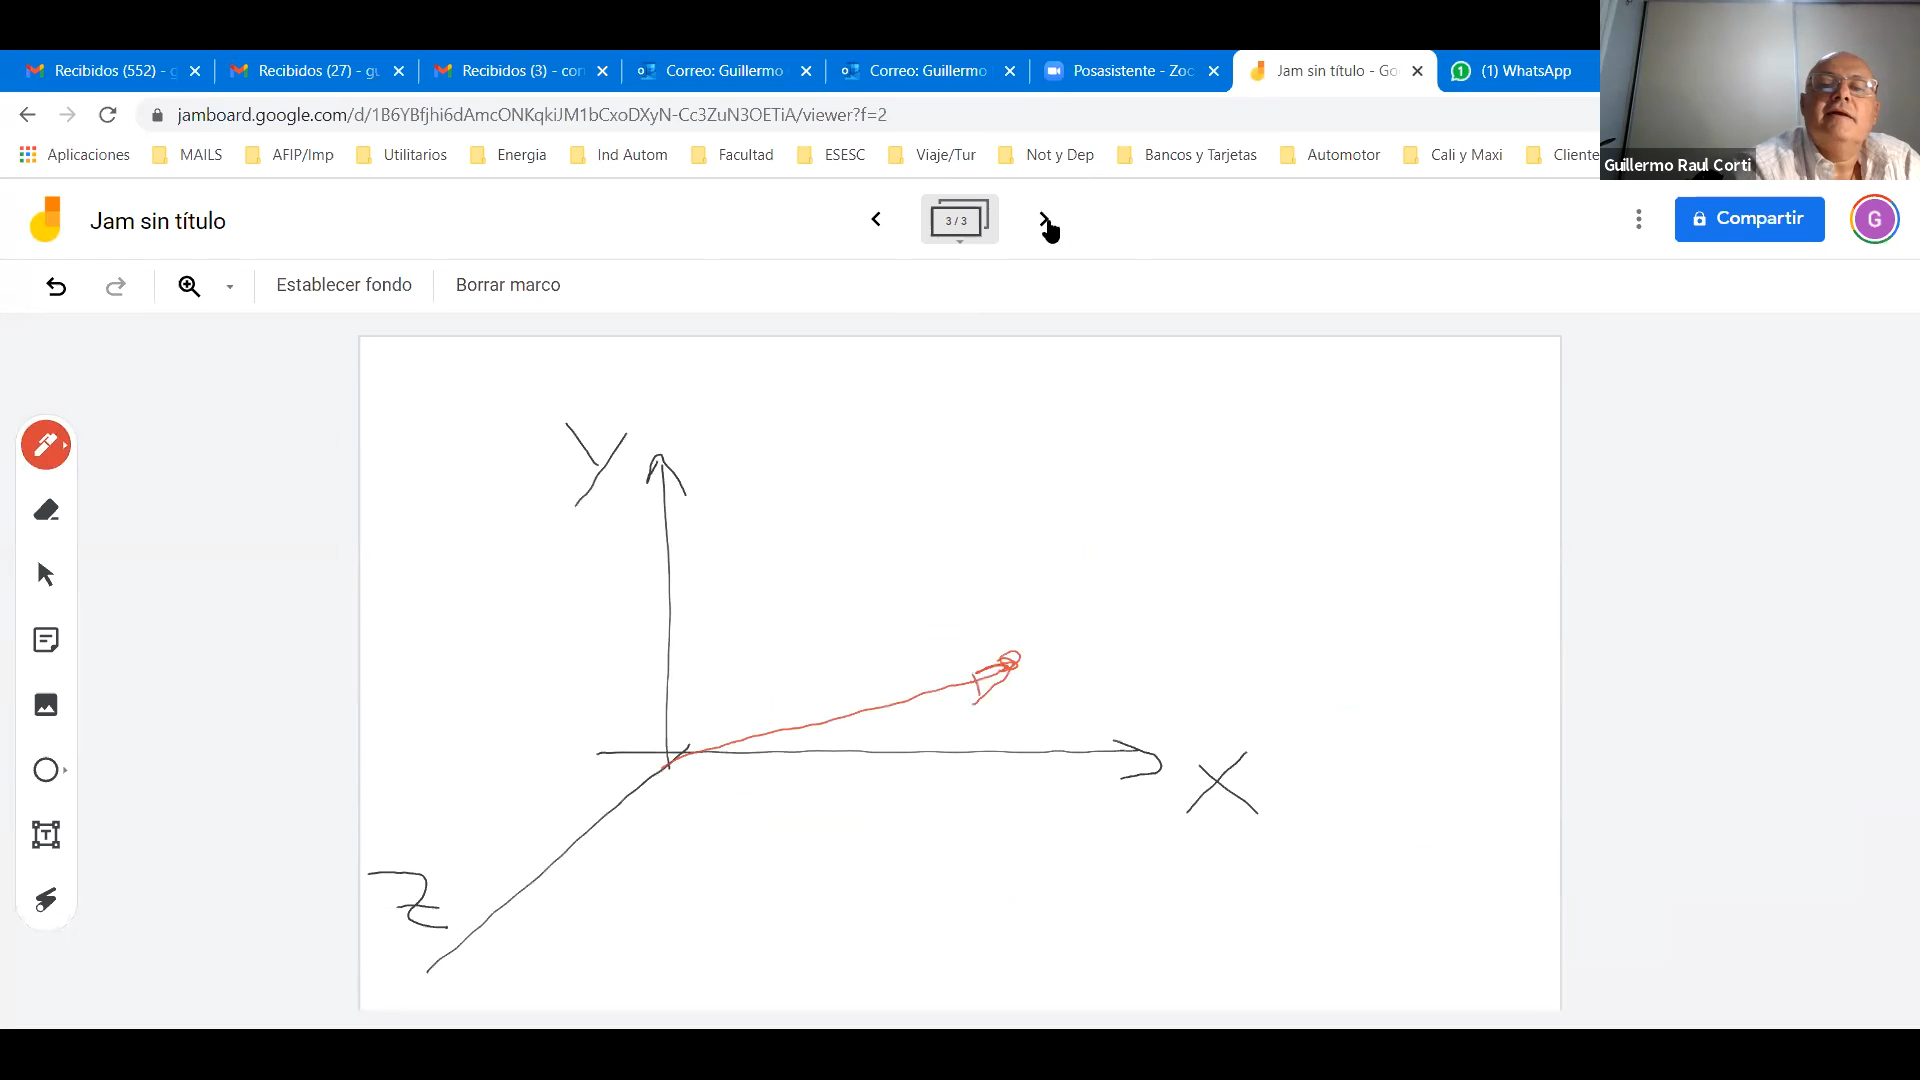 Recibidos (552) - g
Recibidos (27) - gu
Recibidos (3) - cor
Correo: Guillermo
Correo: Guillermo
Posasistente - Zoc
Jam sin título - Go
(1) WhatsApp
jamboard.google.com/d/1B6YBfjhi6dAmcONKqkiJM1bCxoDXyN-Cc3ZuN3OETiA/viewer?f=2
Aplicaciones
MAILS
AFIP/Imp
Utilitarios
Energia
Ind Autom
Facultad
ESESC
Viaje/Tur
Not y Dep
Bancos y Tarjetas
Automotor
Cali y Maxi
Cliente
Guillermo Raul Corti
Jam sin título
3 / 3
Compartir
G
Establecer fondo
Borrar marco
Y
X
Z